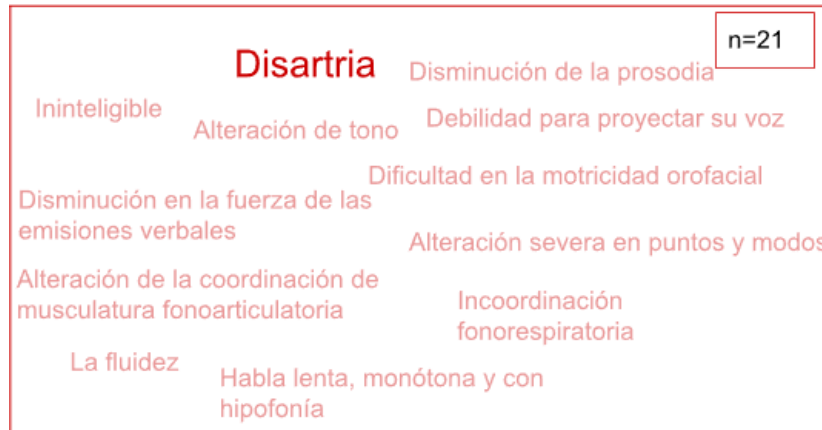 n=21
Disartria
Disminución de la prosodia
Ininteligible
Alteración de tono
Debilidad para proyectar su voz
Dificultad en la motricidad orofacial
Disminución en la fuerza de las
emisiones verbales
Alteración severa en puntos y modos
Alteración de la coordinación de
musculatura fonoarticulatoria
Incoordinación
fonorespiratoria
La fluidez
Habla lenta, monótona y con
hipofonía